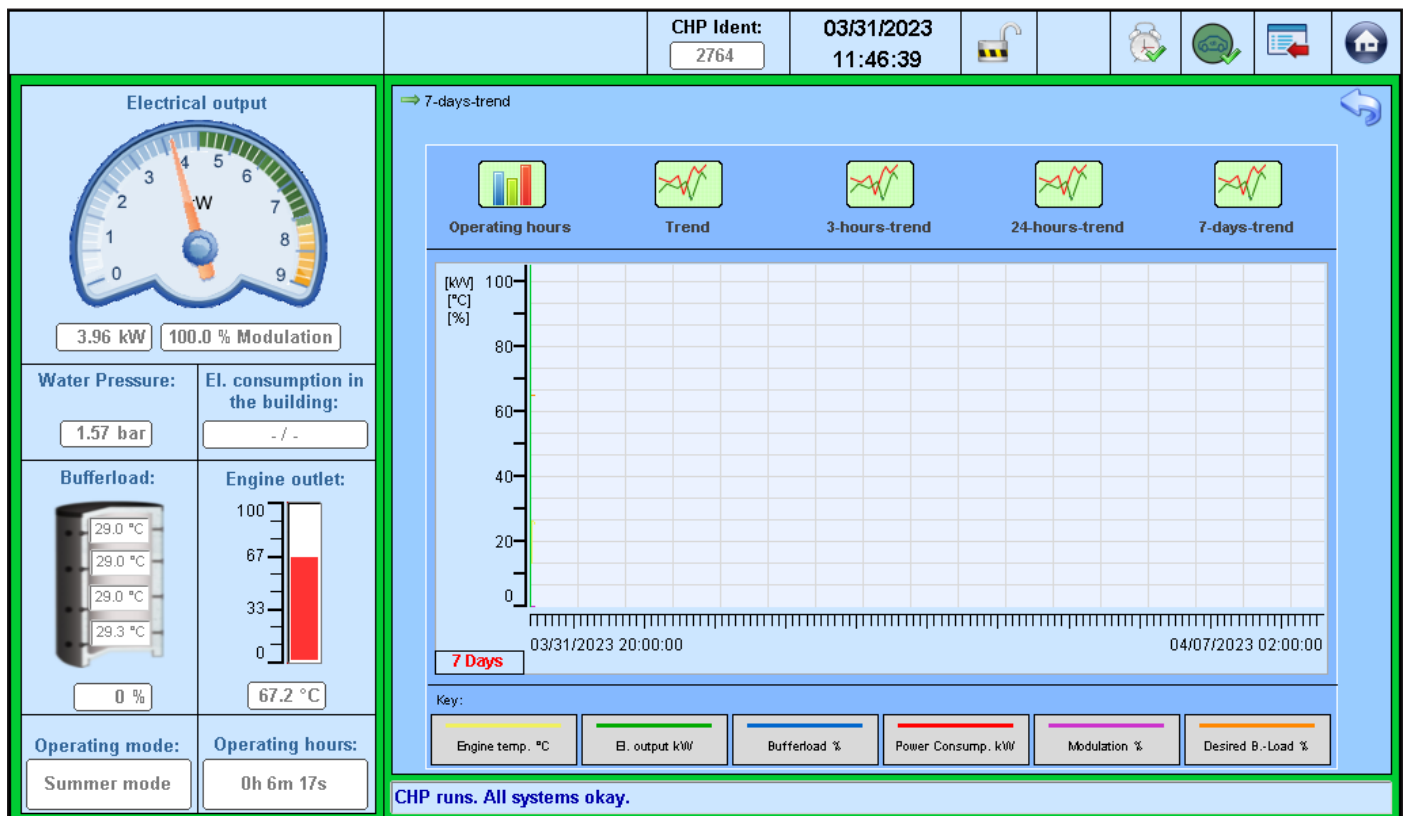 CHP Ident:
2764
03/31/2023
11:46:39
Electrical output
0
1
2
3
4
5
6
7
8
9
W
3.96 kW
100.0 % Modulation
Water Pressure:
1.57 bar
El. consumption in
the building:
- / -
Bufferload:
29.0 °C
29.0 °C
29.0 °C
29.3 °C
0 %
Engine outlet:
100
67
33
0
67.2 °C
Operating mode:
Summer mode
Operating hours:
0h 6m 17s
7-days-trend
Operating hours
Trend
3-hours-trend
24-hours-trend
7-days-trend
[kW]
[°C]
[%]
100
80
60
40
20
0
03/31/2023 20:00:00
04/07/2023 02:00:00
7 Days
Key:
Engine temp. °C
El. output kW
Bufferload %
Power Consump. kW
Modulation %
Desired B.-Load %
CHP runs. All systems okay.